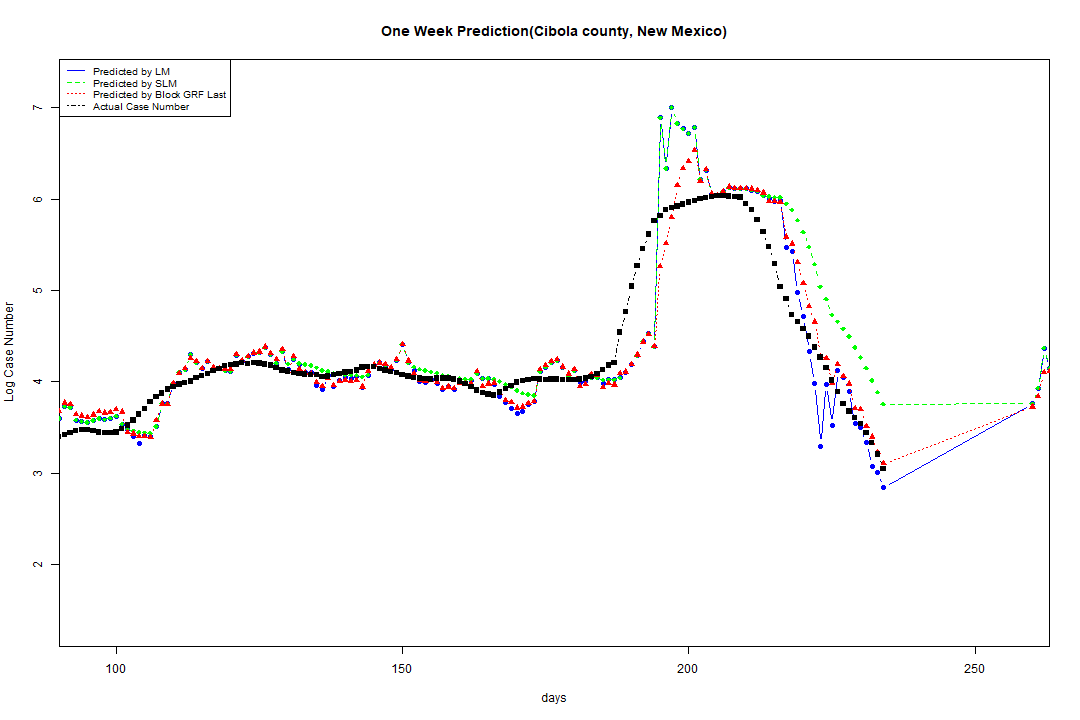 One Week Prediction(Cibola county, New Mexico)
Predicted by LM
Predicted by SLM
Predicted by Block GRF Last
Actual Case Number
7
6
5
4
3
2
Log Case Number
100 150 200 250
days